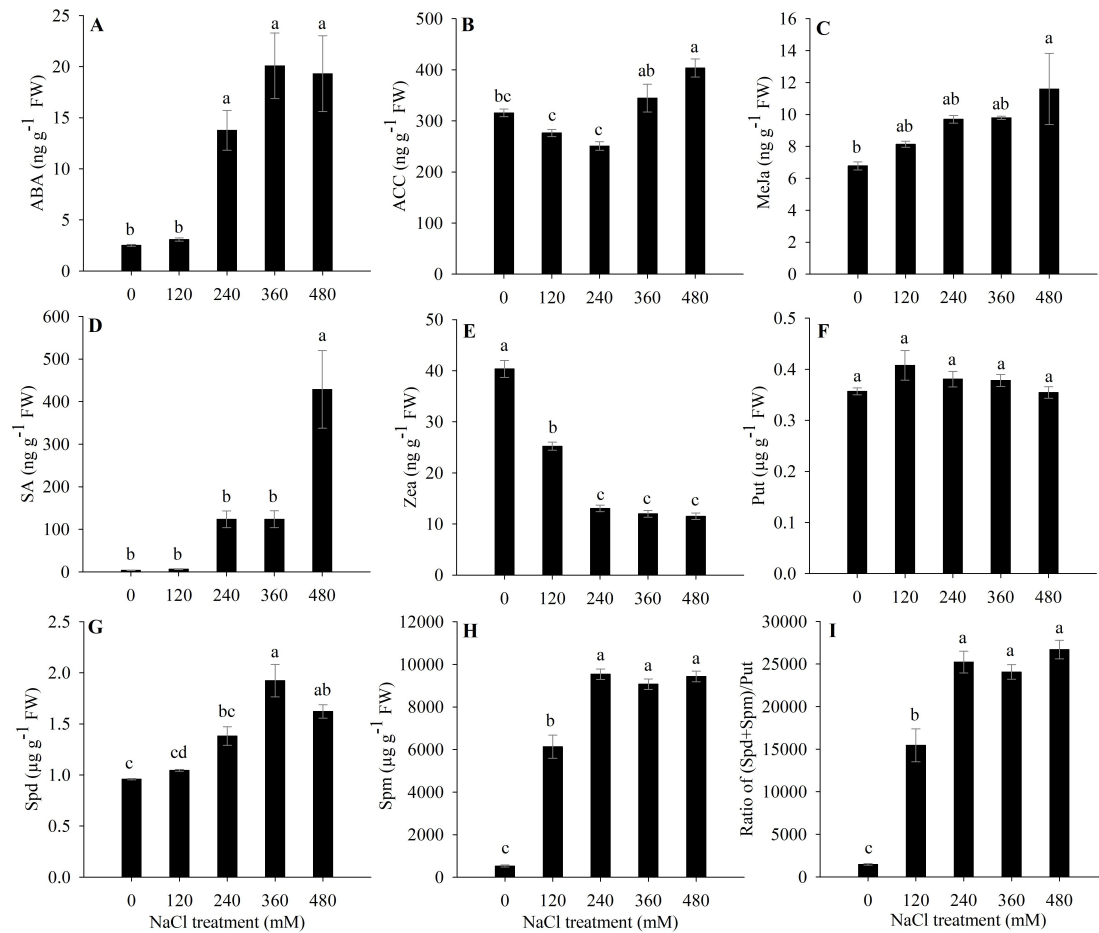 A
ABA (ng g-1 FW)
25
20
15
10
5
0
b
b
a
a
a
0 120 240 360 480
B
ACC (ng g-1 FW)
500
400
300
200
100
0
bc
c
c
ab
a
0 120 240 360 480
C
MeJa (ng g-1 FW)
16
14
12
10
8
6
4
2
0
b
ab
ab
ab
a
0 120 240 360 480
D
SA (ng g-1 FW)
600
500
400
300
200
100
0
b
b
b
b
a
0 120 240 360 480
E
Zea (ng g-1 FW)
50
40
30
20
10
0
a
b
c
c
c
0 120 240 360 480
F
Put (µg g-1 FW)
0.5
0.4
0.3
0.2
0.1
0.0
a
a
a
a
a
0 120 240 360 480
G
Spd (µg g-1 FW)
2.5
2.0
1.5
1.0
0.5
0.0
c
cd
bc
a
ab
0 120 240 360 480
NaCl treatment (mM)
H
Spm (µg g-1 FW)
12000
10000
8000
6000
4000
2000
0
c
b
a
a
a
0 120 240 360 480
NaCl treatment (mM)
I
Ratio of (Spd+Spm)/Put
30000
25000
20000
15000
10000
5000
0
c
b
a
a
a
0 120 240 360 480
NaCl treatment (mM)